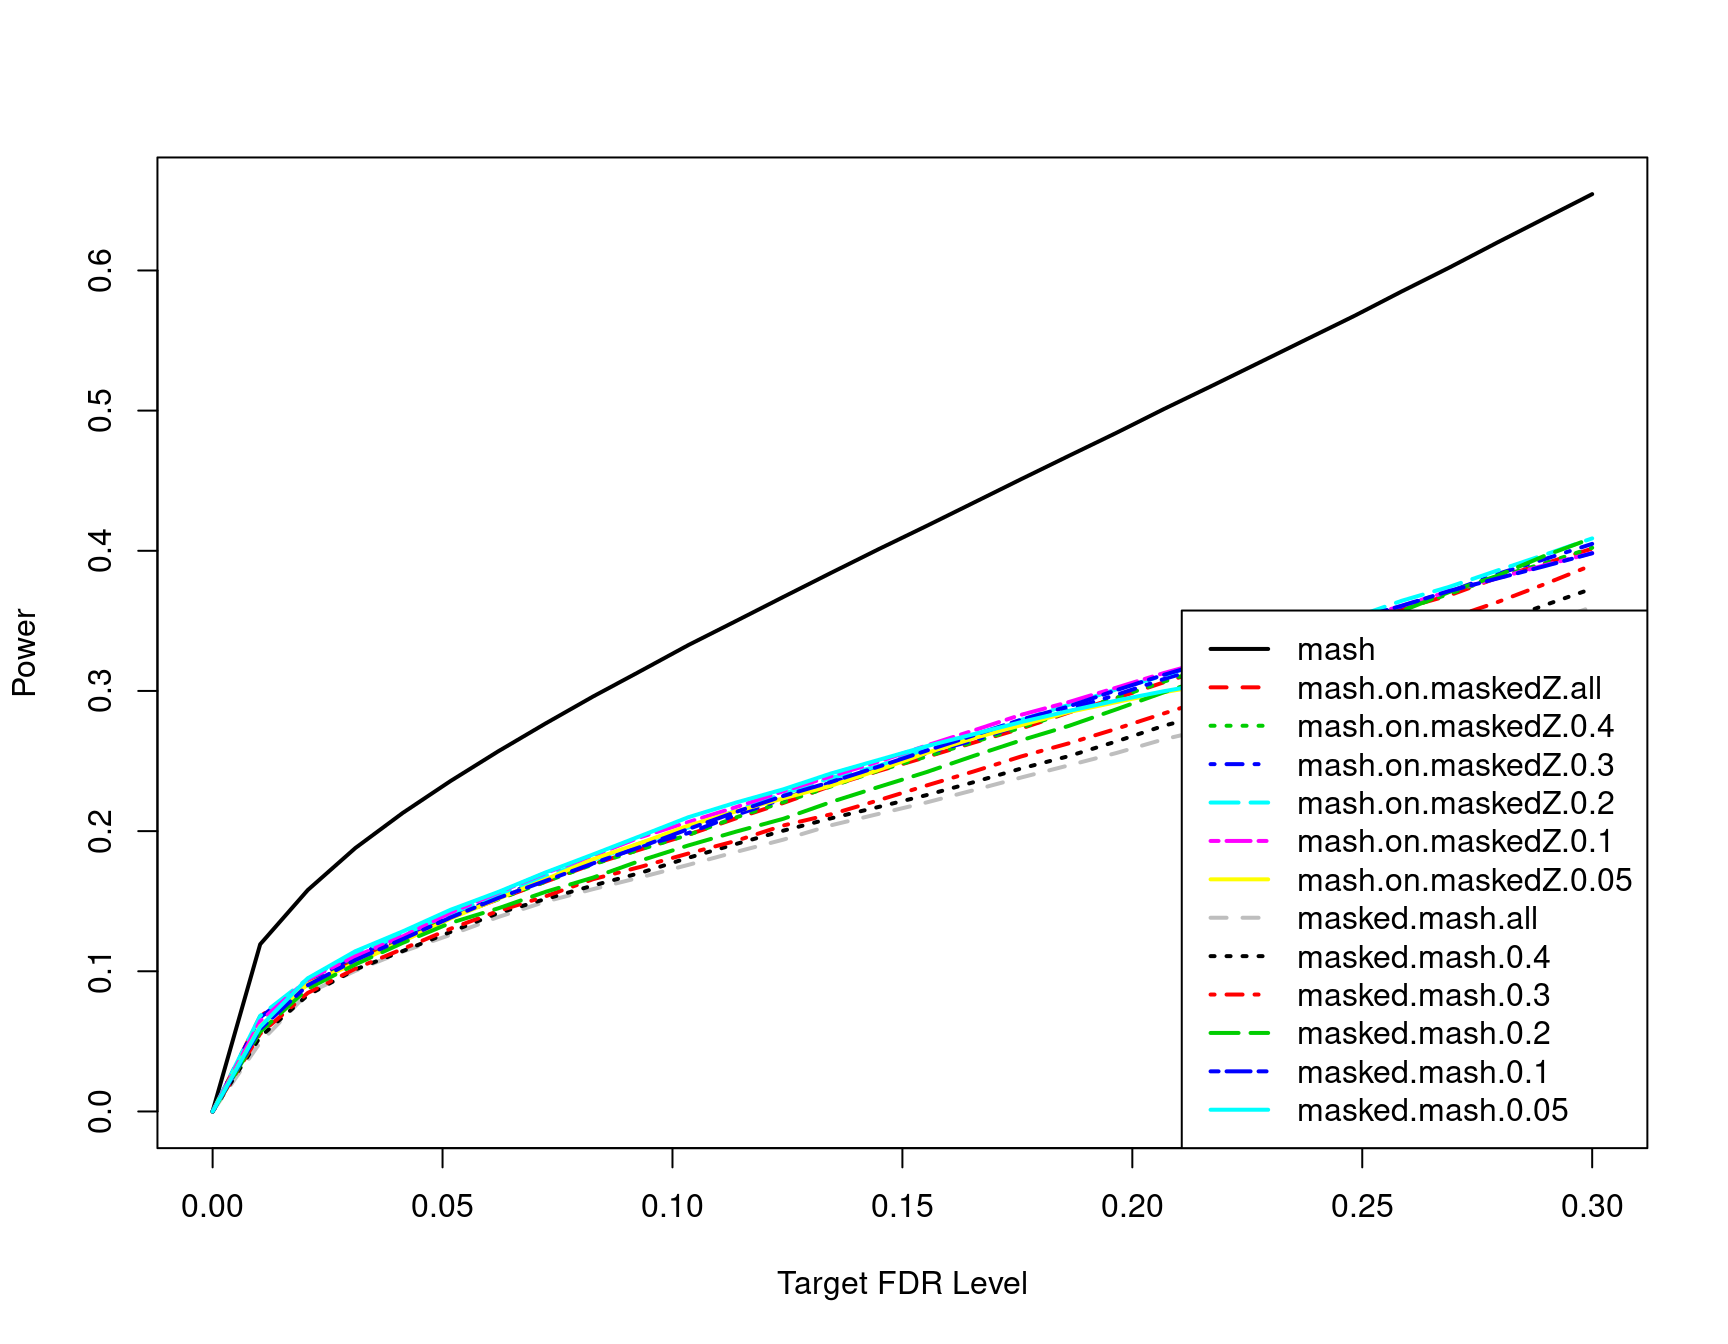 0.6
0.5
0.4
0.3
0.2
0.1
0.0
Power
mash
mash.on.maskedZ.all
mash.on.maskedZ.0.4
mash.on.maskedZ.0.3
mash.on.maskedZ.0.2
mash.on.maskedZ.0.1
mash.on.maskedZ.0.05
masked.mash.all
masked.mash.0.4
masked.mash.0.3
masked.mash.0.2
masked.mash.0.1
masked.mash.0.05
0.00 0.05 0.10 0.15 0.20 0.25 0.30
Target FDR Level